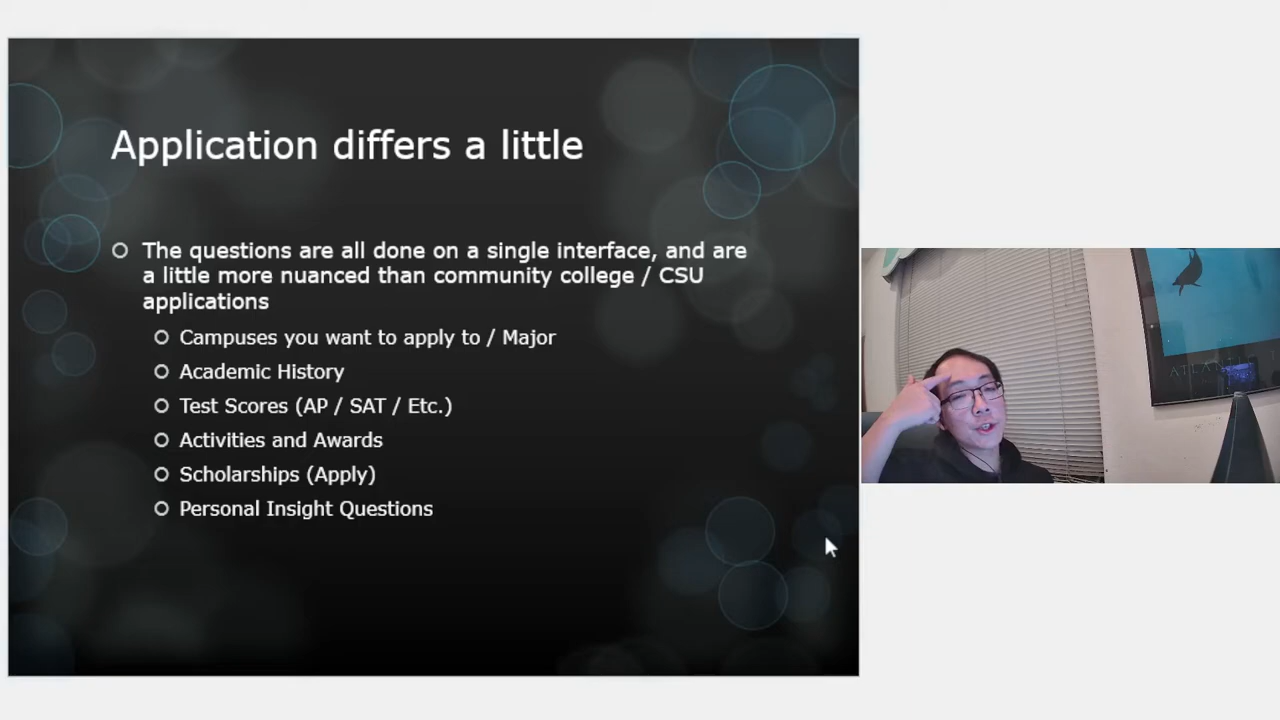 Application differs a little
The questions are all done on a single interface, and are
a little more nuanced than community college / CSU
applications
Campuses you want to apply to / Major
Academic History
Test Scores (AP / SAT / Etc.)
Activities and Awards
Scholarships (Apply)
Personal Insight Questions